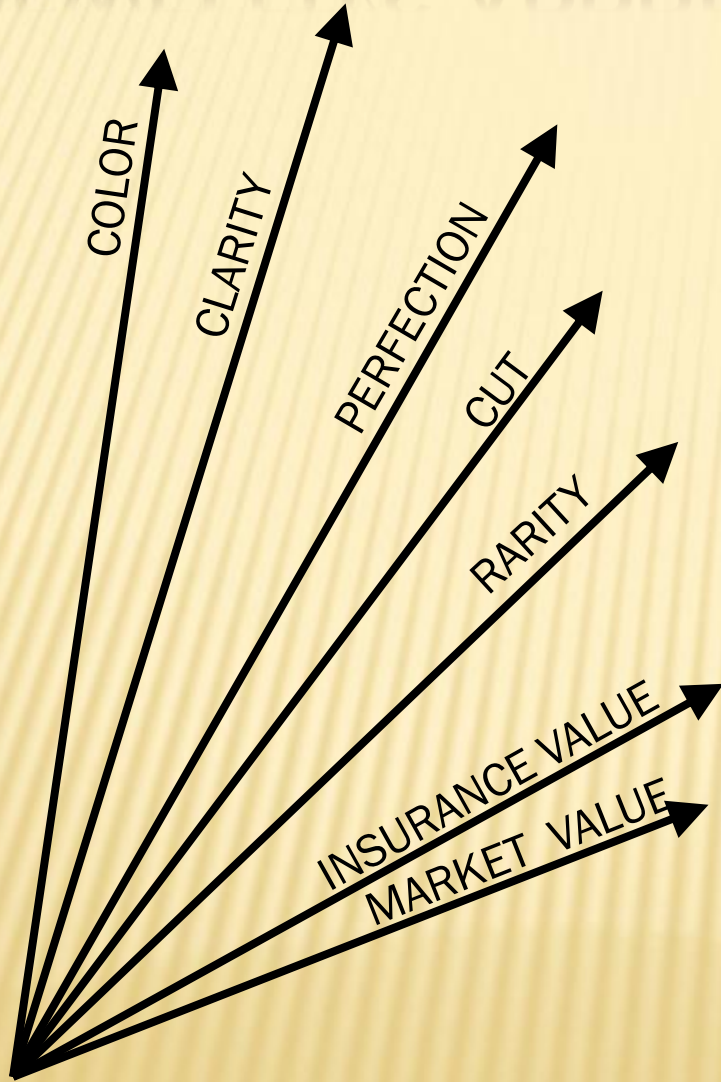 COLOR
CLARITY
PERFECTION
CUT
RARITY
INSURANCE VALUE
MARKET VALUE